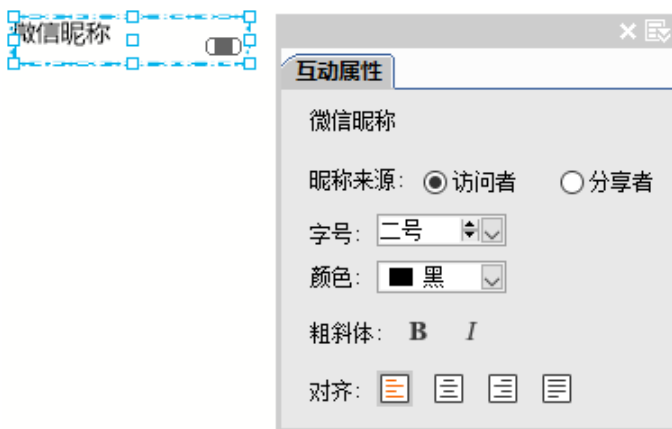 微信昵称
互动属性
微信昵称
昵称来源: 访问者 分享者
字号: 二号
颜色: 黑
粗斜体: B I
对齐: